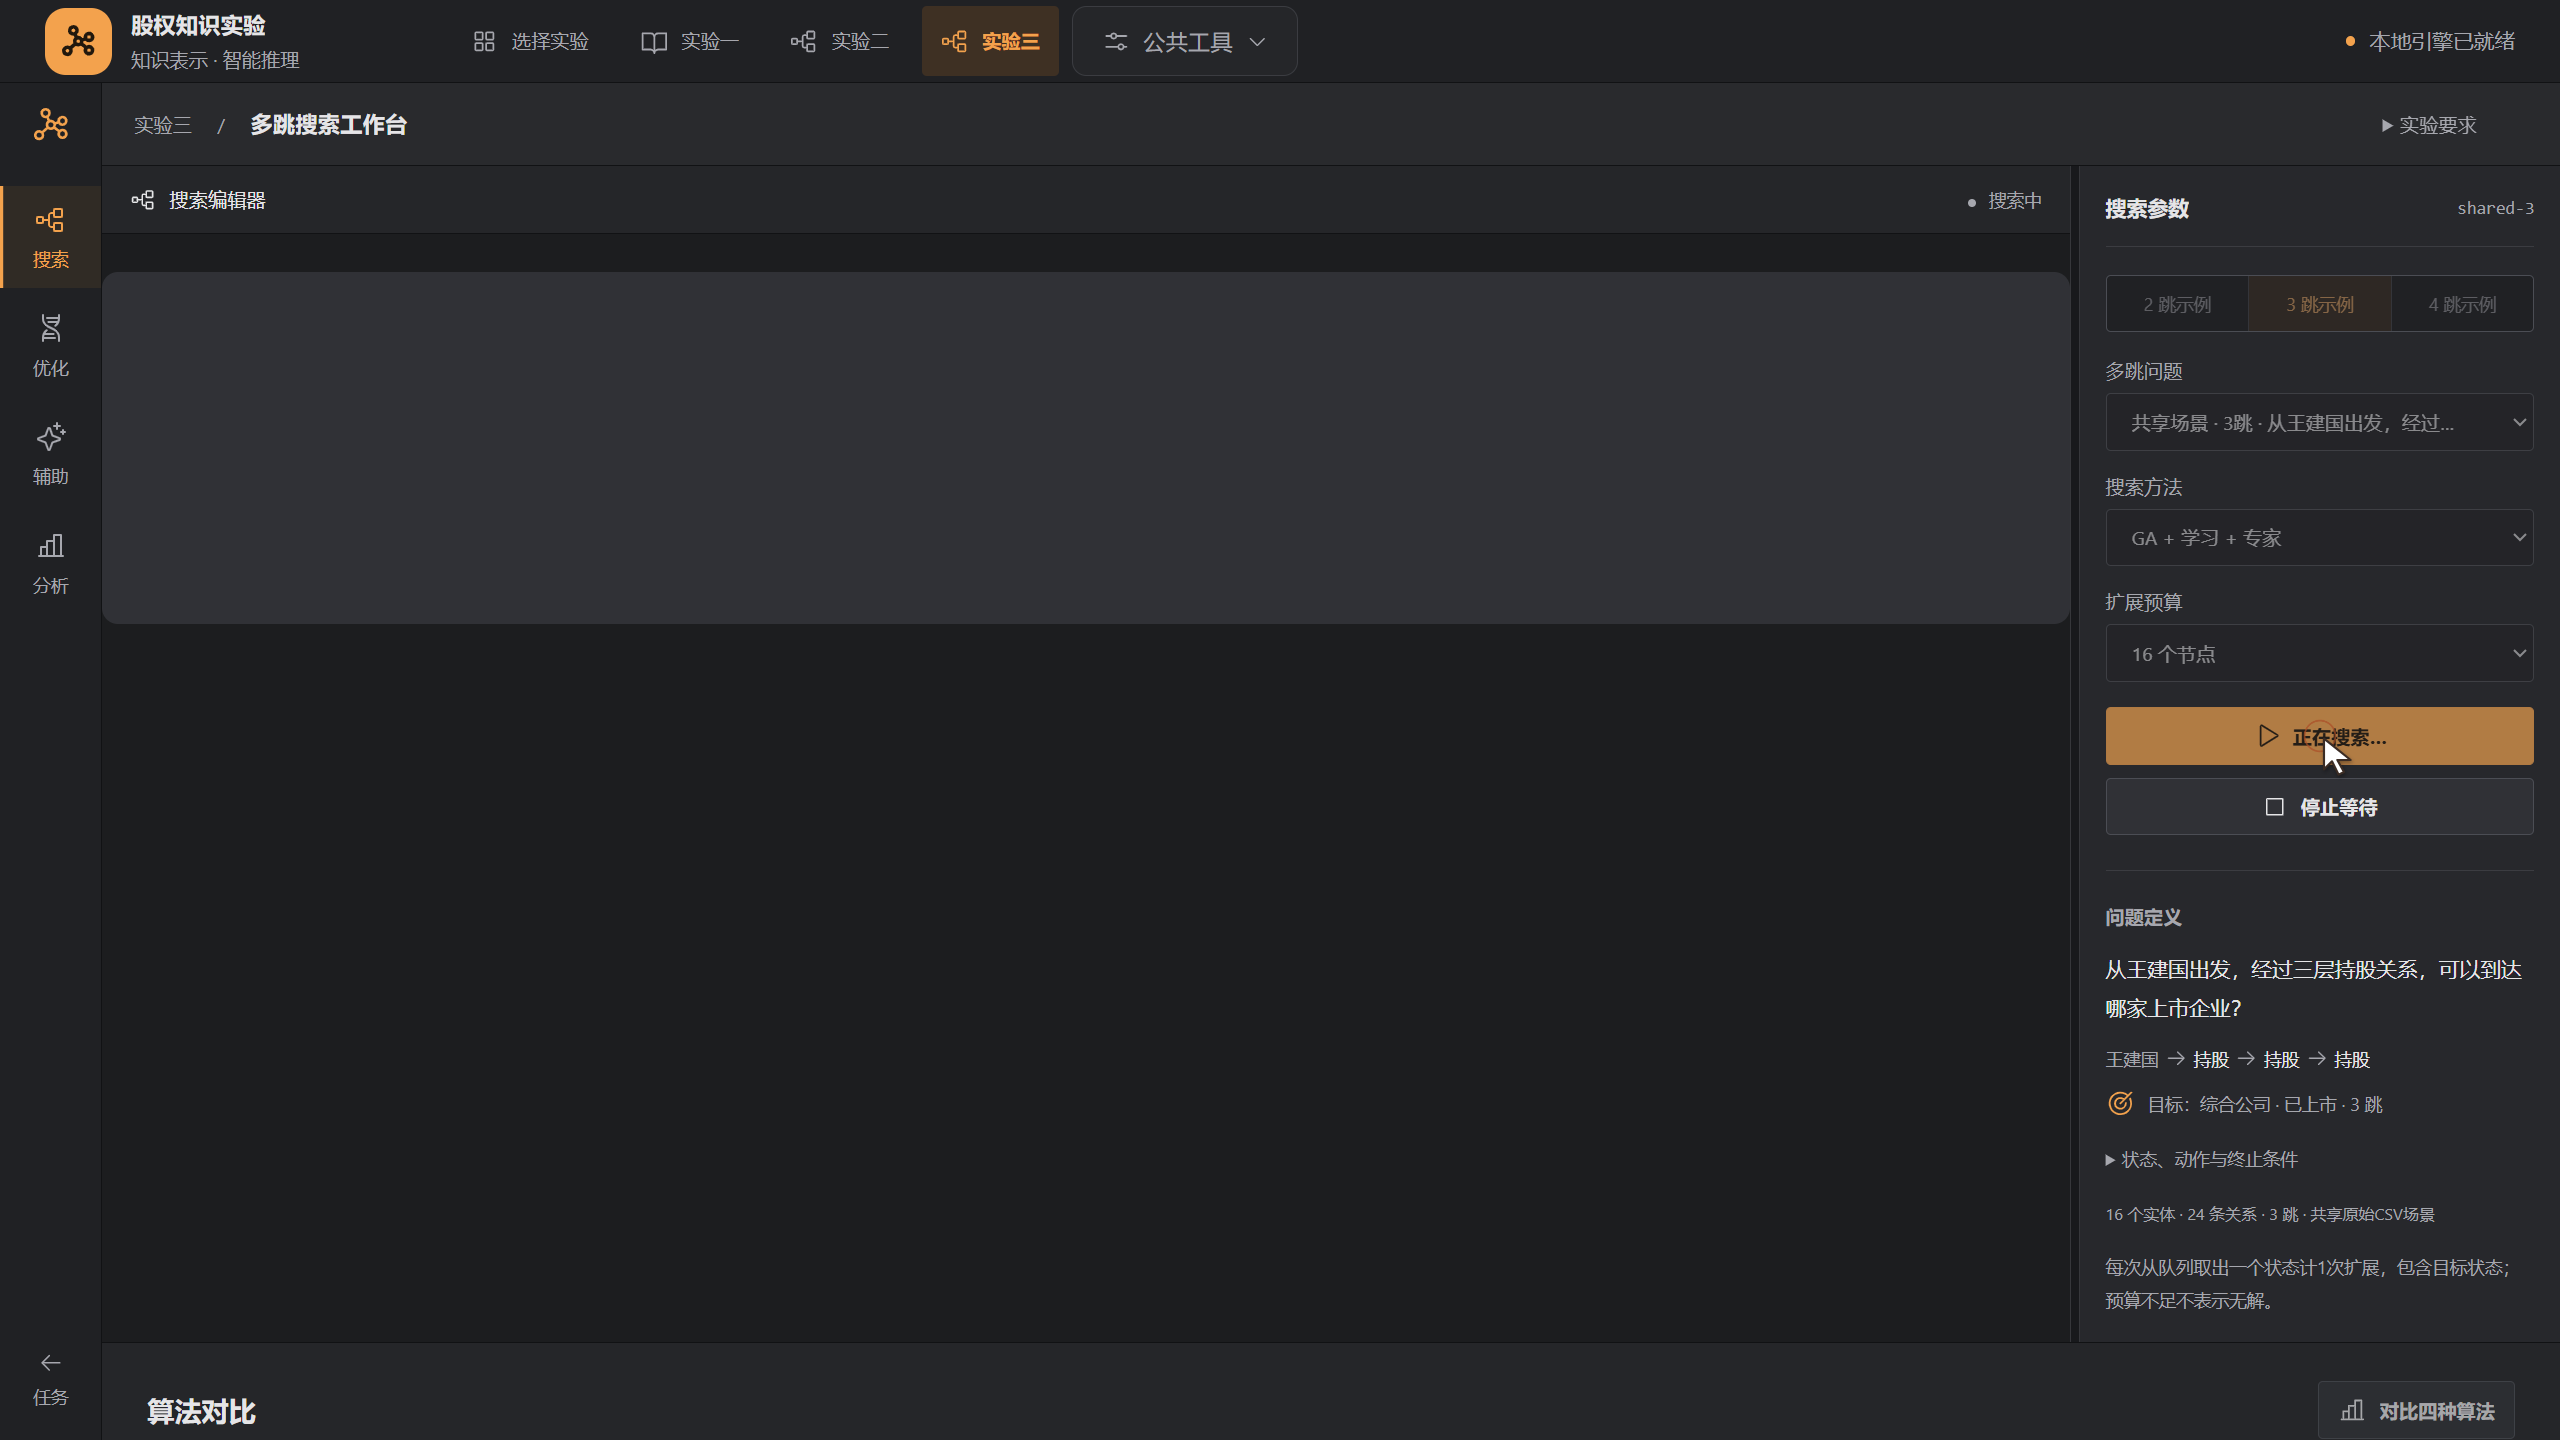 股权知识实验
知识表示 · 智能推理
选择实验
实验一
实验二
实验三
公共工具
本地引擎已就绪
实验三 / 多跳搜索工作台
实验要求
搜索
优化
辅助
分析
任务
搜索编辑器
搜索中
搜索参数
shared-3
2 跳示例
3 跳示例
4 跳示例
多跳问题
共享场景 · 3跳 · 从王建国出发，经过...
搜索方法
GA + 学习 + 专家
扩展预算
16 个节点
正在搜索...
停止等待
问题定义
从王建国出发，经过三层持股关系，可以到达
哪家上市企业？
王建国 → 持股 → 持股 → 持股
目标：综合公司 · 已上市 · 3 跳
状态、动作与终止条件
16 个实体 · 24 条关系 · 3 跳 · 共享原始CSV场景
每次从队列取出一个状态计1次扩展，包含目标状态；
预算不足不表示无解。
算法对比
对比四种算法